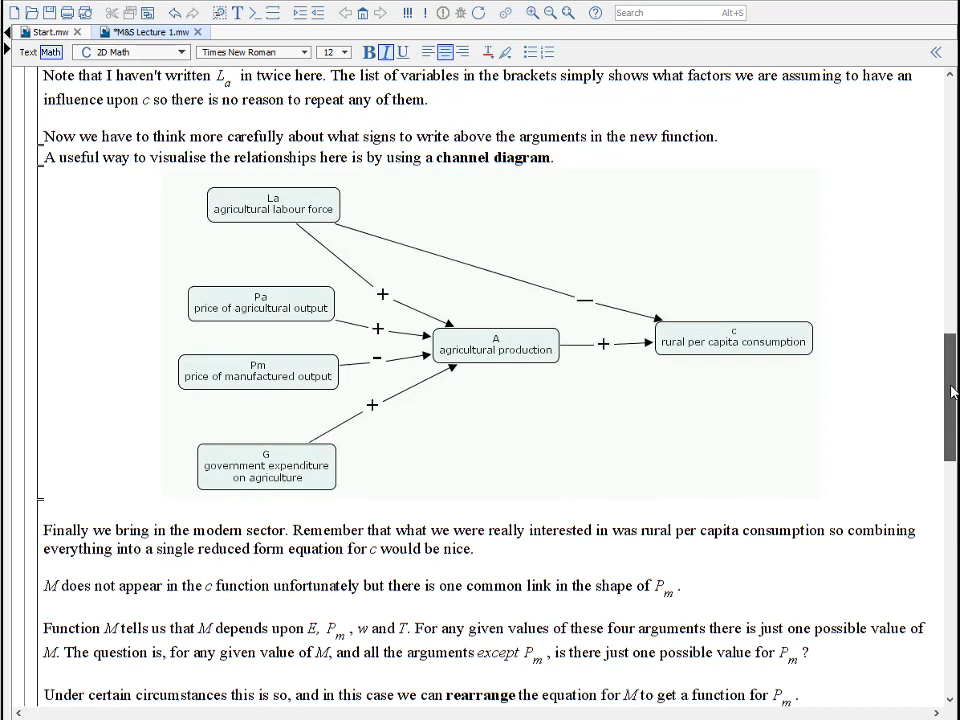 Search Alt+S
Start.mw *M&S Lecture 1.mw
Text Math C 2D Math Times New Roman 12 B I U
Note that I haven't written La in twice here. The list of variables in the brackets simply shows what factors we are assuming to have an
influence upon c so there is no reason to repeat any of them.
Now we have to think more carefully about what signs to write above the arguments in the new function.
A useful way to visualise the relationships here is by using a channel diagram.
La
agricultural labour force
+
—
Pa
price of agricultural output
+
A
agricultural production
+
c
rural per capita consumption
Pm
price of manufactured output
-
+
G
government expenditure
on agriculture
Finally we bring in the modern sector. Remember that what we were really interested in was rural per capita consumption so combining
everything into a single reduced form equation for c would be nice.
M does not appear in the c function unfortunately but there is one common link in the shape of Pm .
Function M tells us that M depends upon E, Pm , w and T. For any given values of these four arguments there is just one possible value of
M. The question is, for any given value of M, and all the arguments except Pm , is there just one possible value for Pm ?
Under certain circumstances this is so, and in this case we can rearrange the equation for M to get a function for Pm .